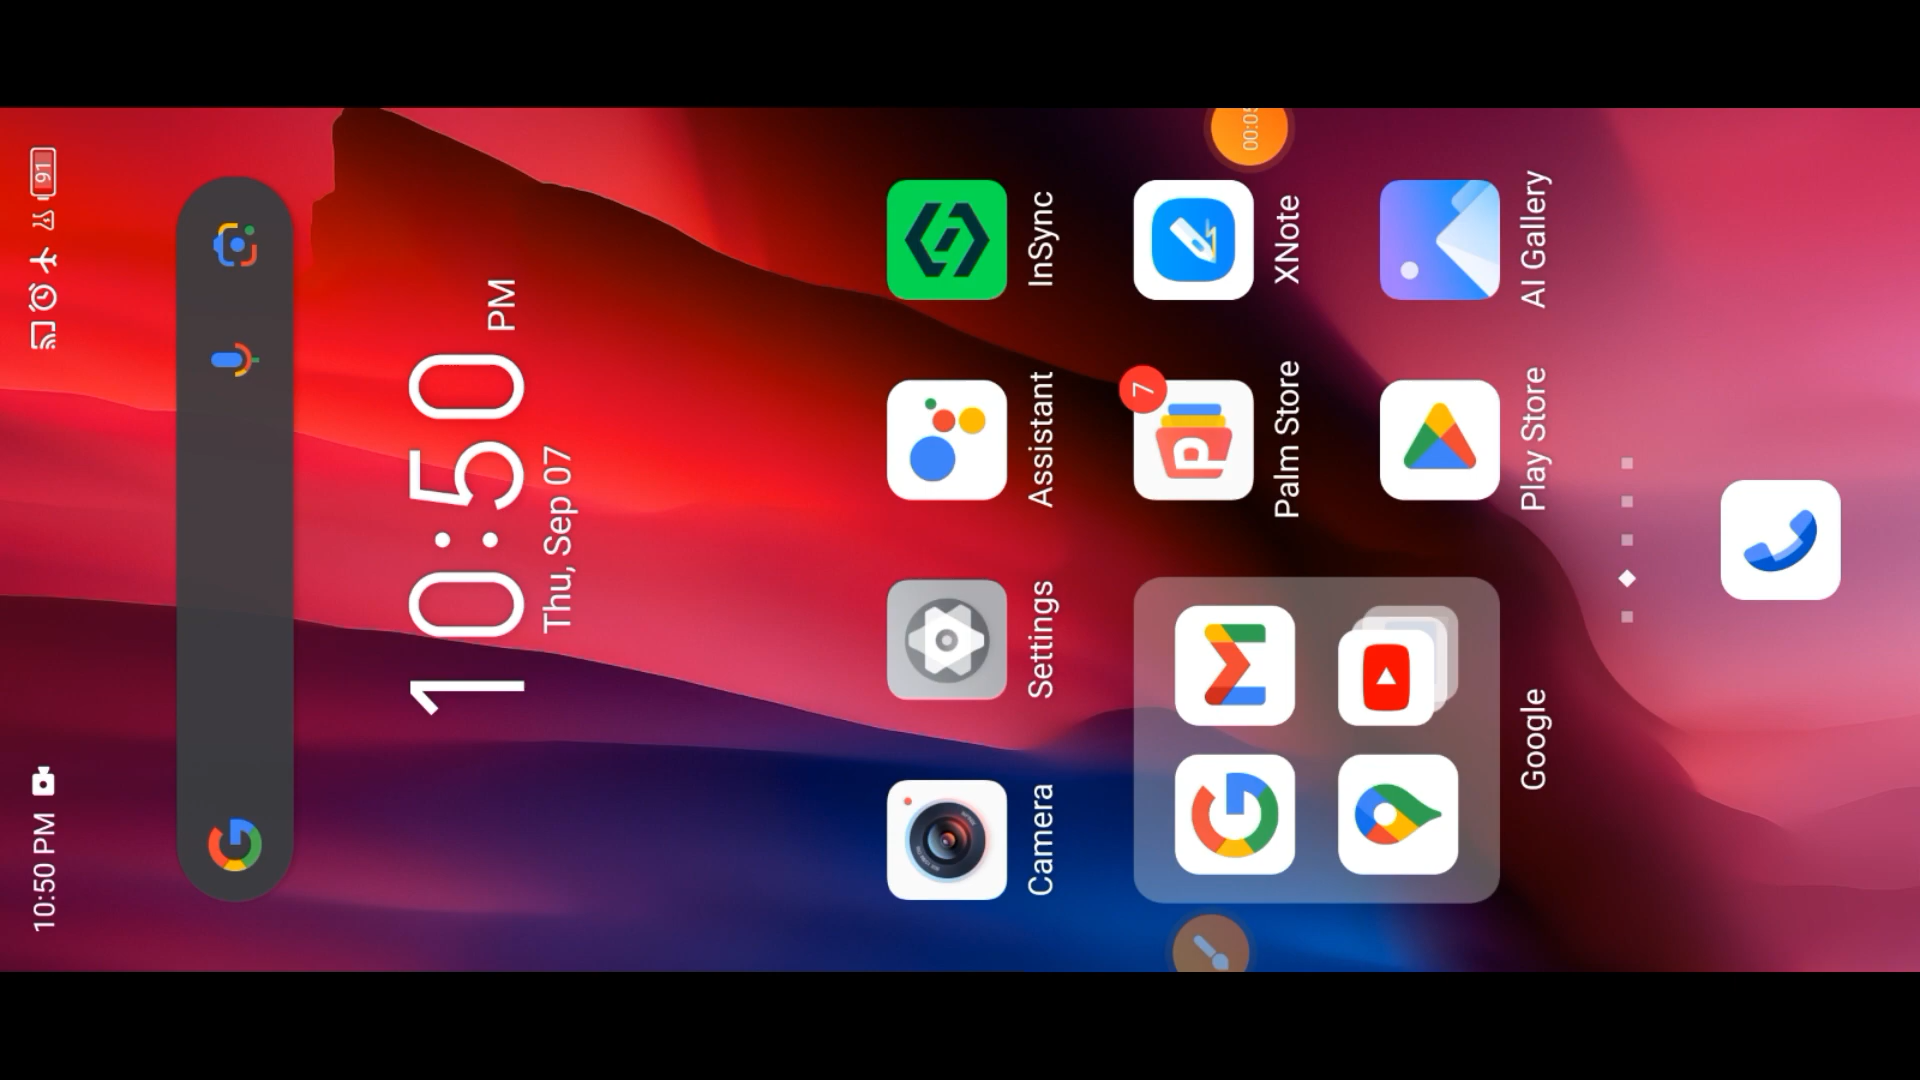 10:50 PM
91
10:50 PM
Thu, Sep 07
Camera
Settings
Assistant
InSync
Google
7
Palm Store
XNote
Play Store
AI Gallery